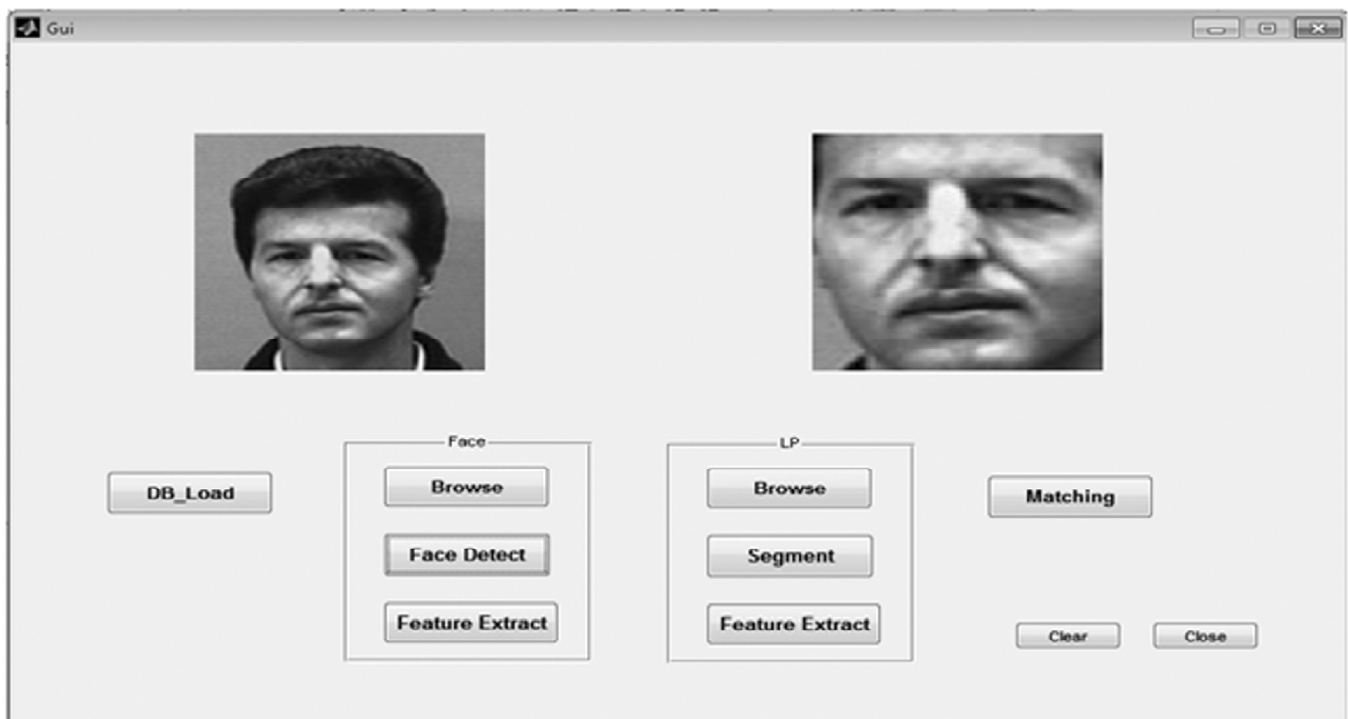 Gui
Face
LP
DB_Load
Browse
Browse
Matching
Face Detect
Segment
Feature Extract
Feature Extract
Clear
Close